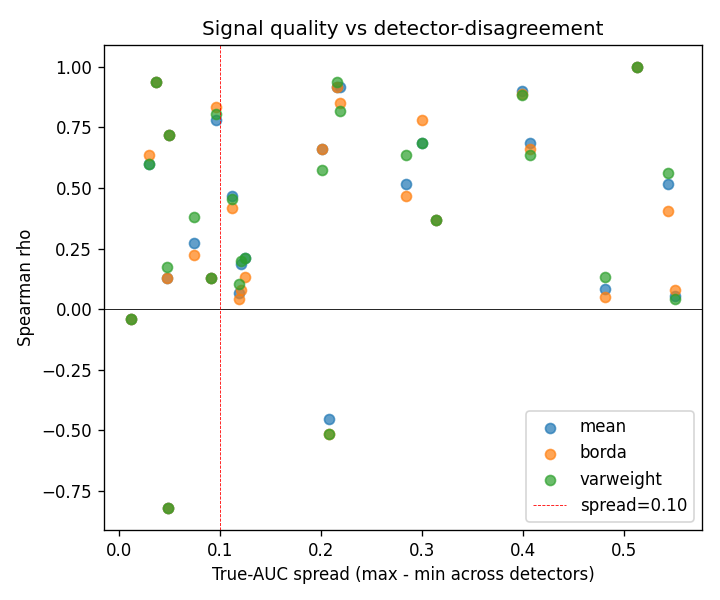 Signal quality vs detector-disagreement
Spearman rho
1.00
0.75
0.50
0.25
0.00
−0.25
−0.50
−0.75
mean
borda
varweight
spread=0.10
0.0 0.1 0.2 0.3 0.4 0.5
True-AUC spread (max - min across detectors)